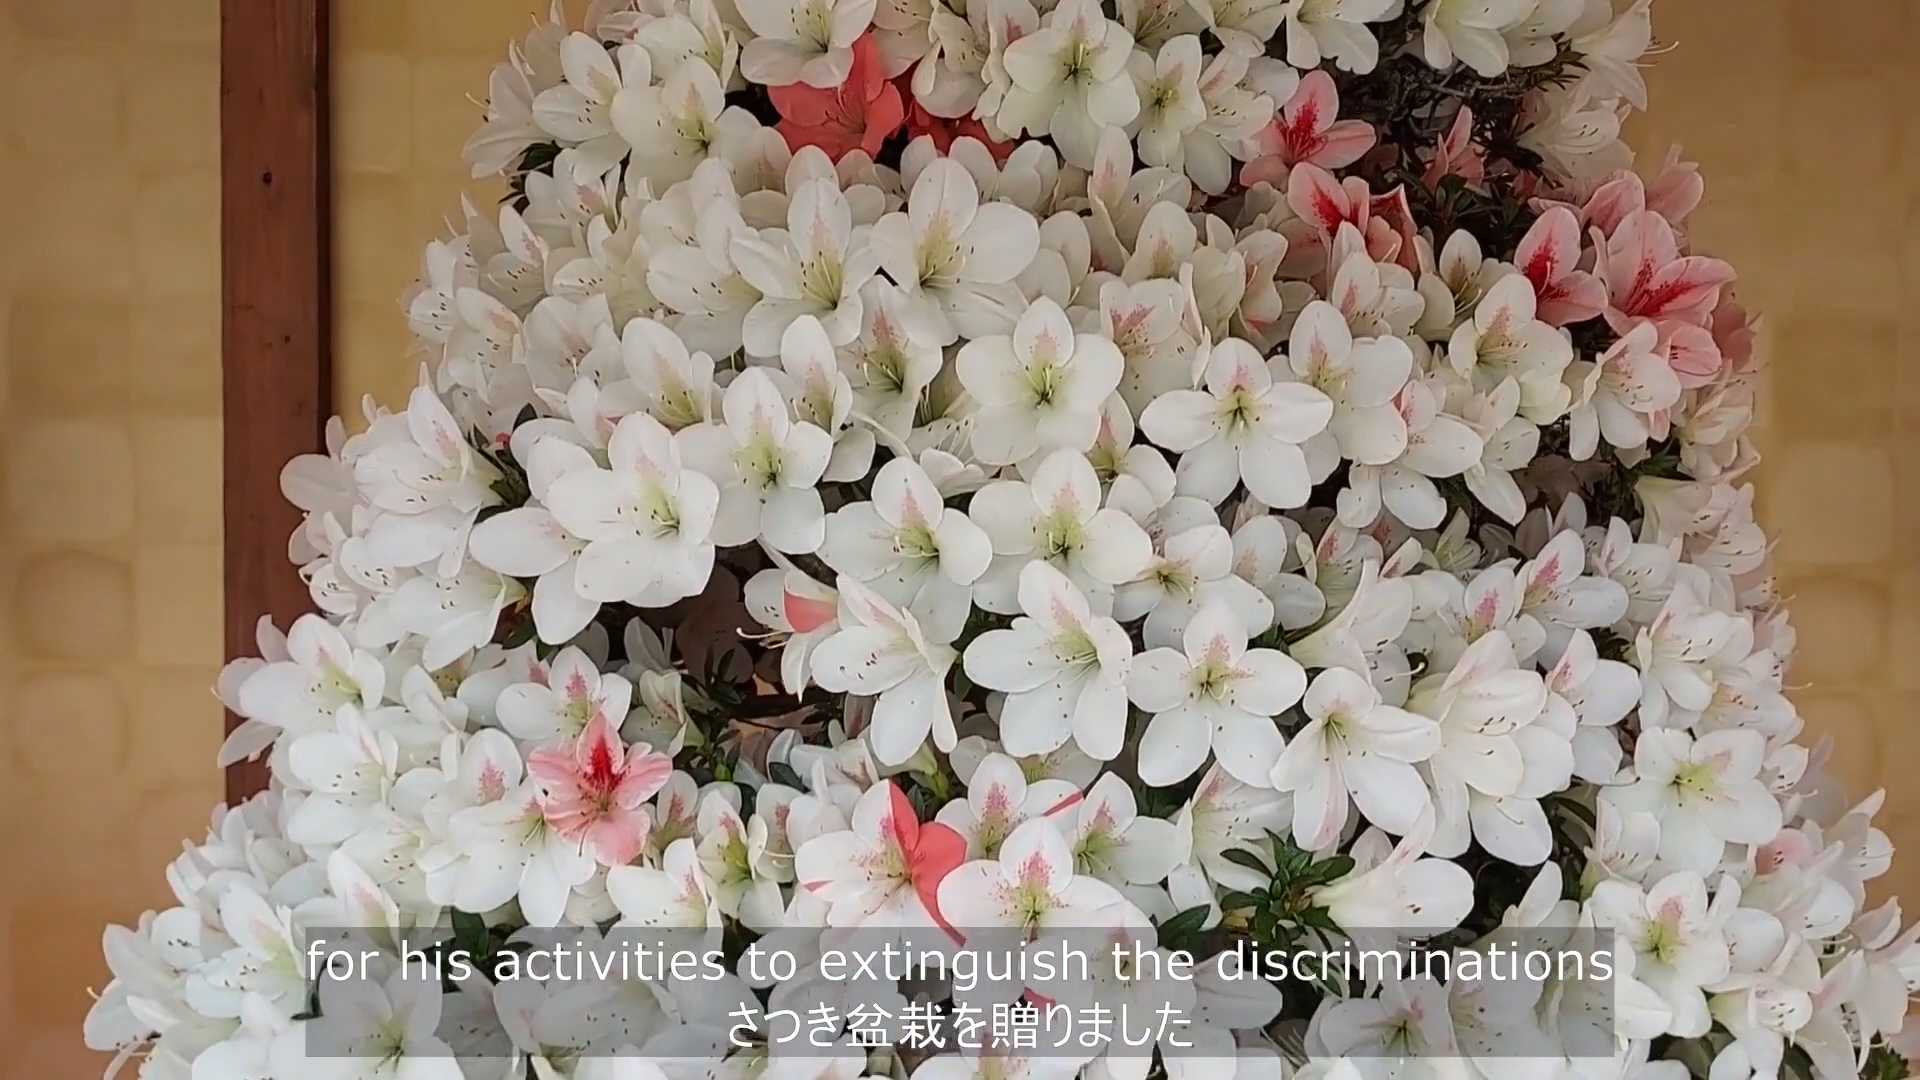 for his activities to extinguish the discriminations
さつき盆栽を贈りました